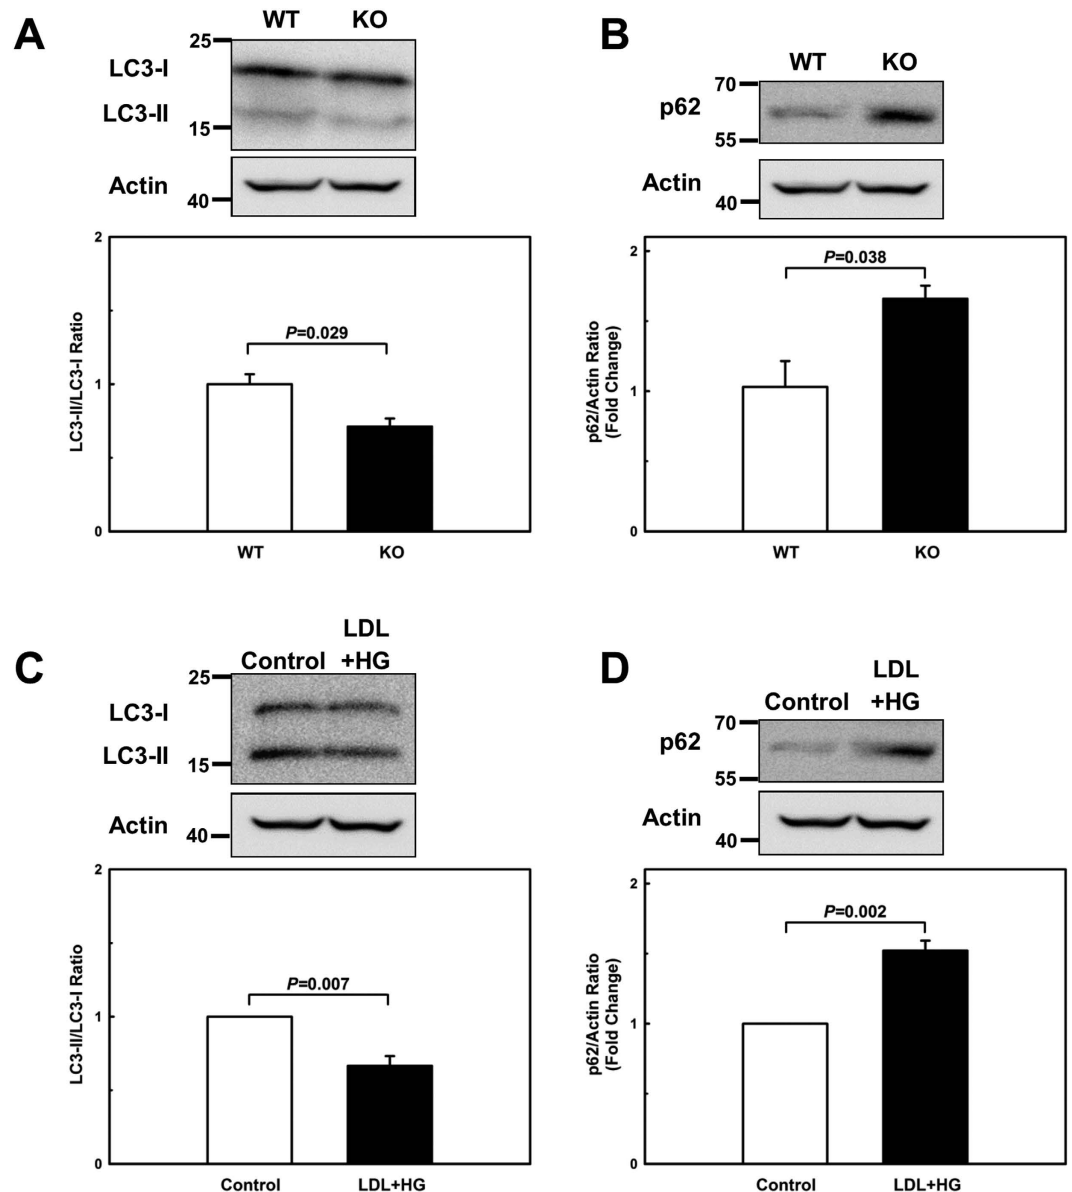 A
WT KO
25
LC3-I
LC3-II
15
Actin
40
2
P=0.029
LC3-II/LC3-I Ratio
1
0
WT KO
B
WT KO
70
p62
55
Actin
40
2
P=0.038
p62/Actin Ratio
(Fold Change)
1
0
WT KO
C
LDL
Control +HG
25
LC3-I
LC3-II
15
Actin
40
2
P=0.007
LC3-II/LC3-I Ratio
1
0
Control LDL+HG
D
LDL
Control +HG
70
p62
55
Actin
40
2
P=0.002
p62/Actin Ratio
(Fold Change)
1
0
Control LDL+HG